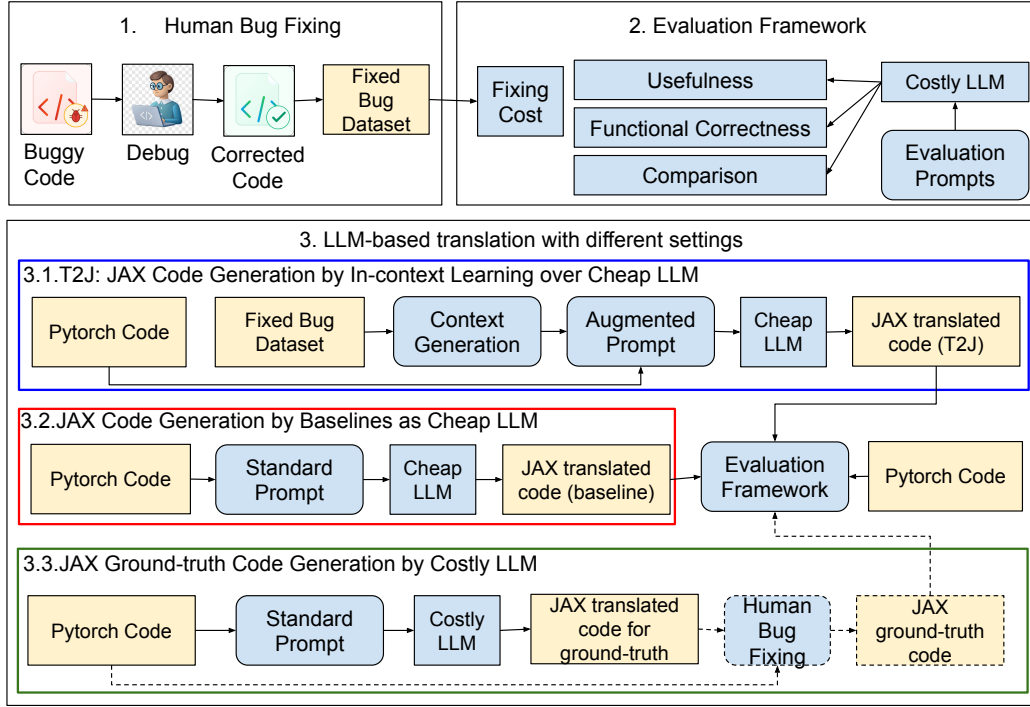 1. Human Bug Fixing
</>
Buggy
Code
Debug
</>
Corrected
Code
Fixed
Bug
Dataset
2. Evaluation Framework
Fixing
Cost
Usefulness
Functional Correctness
Comparison
Costly LLM
Evaluation
Prompts
3. LLM-based translation with different settings
3.1.T2J: JAX Code Generation by In-context Learning over Cheap LLM
Pytorch Code
Fixed Bug
Dataset
Context
Generation
Augmented
Prompt
Cheap
LLM
JAX translated
code (T2J)
3.2.JAX Code Generation by Baselines as Cheap LLM
Pytorch Code
Standard
Prompt
Cheap
LLM
JAX translated
code (baseline)
Evaluation
Framework
Pytorch Code
3.3.JAX Ground-truth Code Generation by Costly LLM
Pytorch Code
Standard
Prompt
Costly
LLM
JAX translated
code for
ground-truth
Human
Bug
Fixing
JAX
ground-truth
code